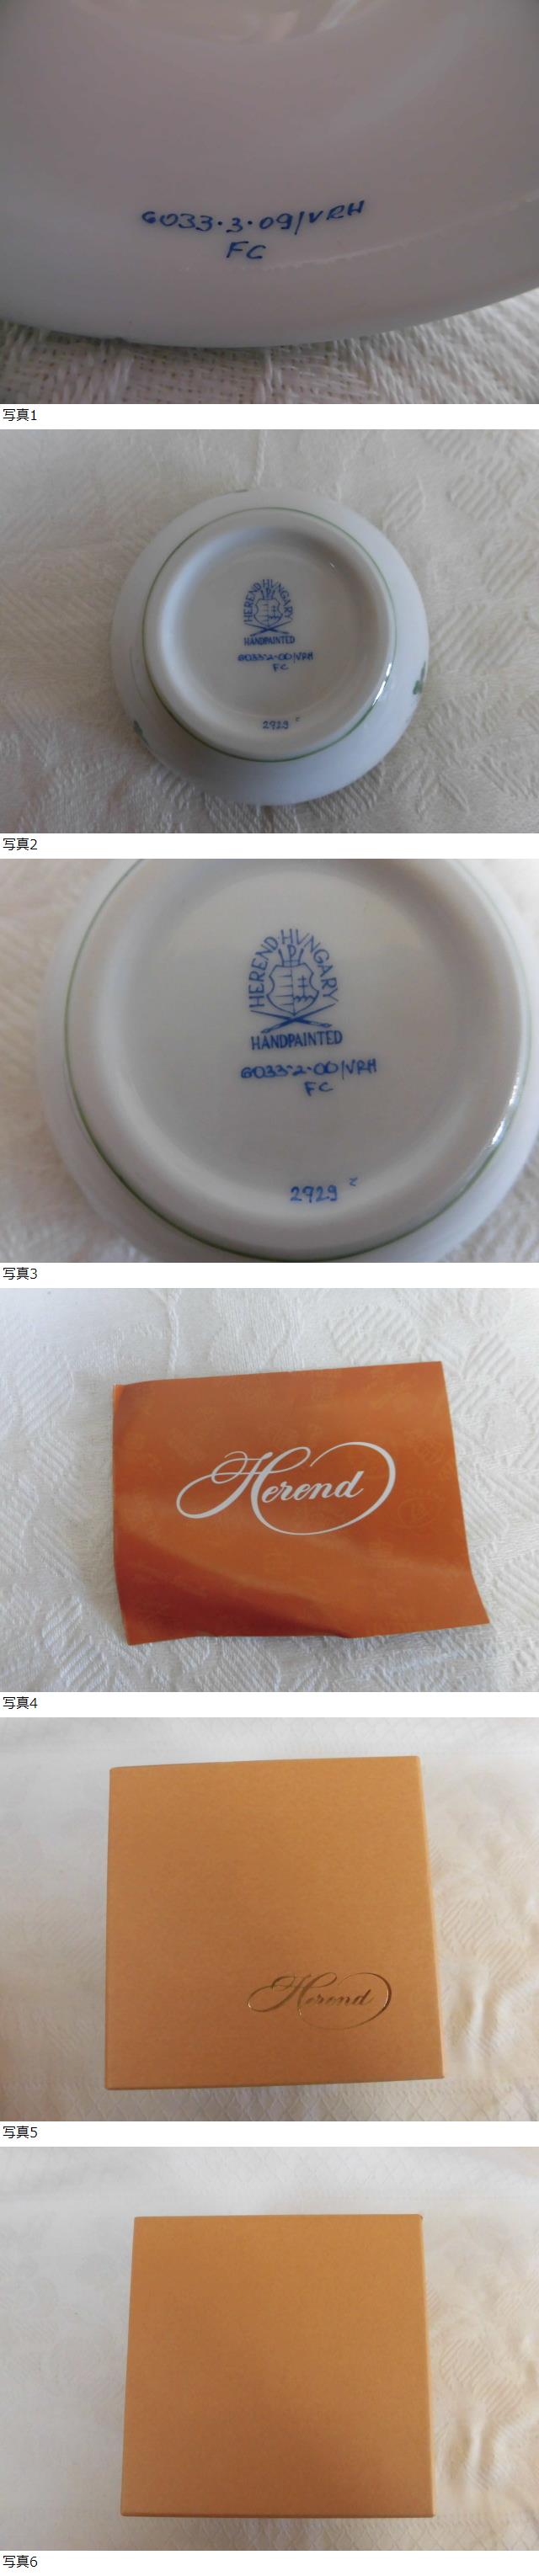 6033·3·09/VRH
FC
写真1
HEREND HUNGARY
HANDPAINTED
6033·2·00/VRH
FC
2929
写真2
HEREND HUNGARY
HANDPAINTED
6033·2·00/VRH
FC
2929
写真3
Herend
写真4
Herend
写真5
写真6